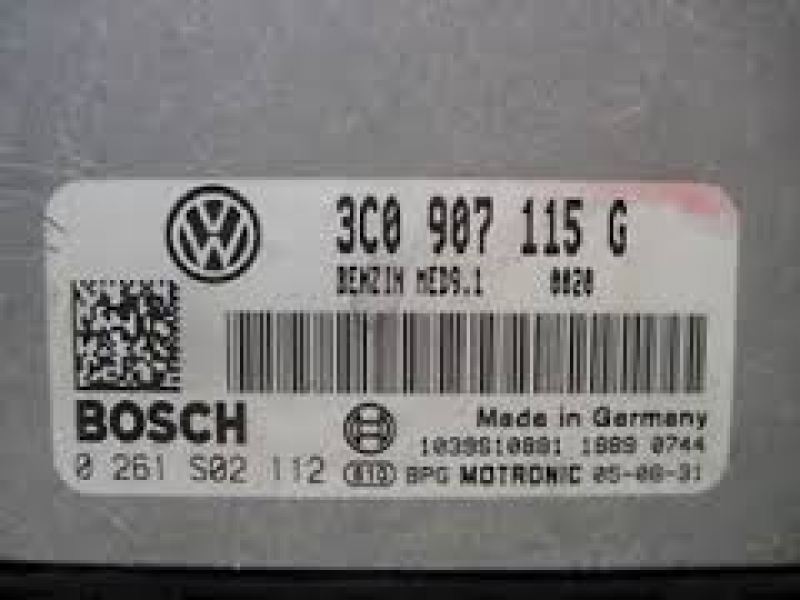 3C0 907 115 G
BENZIN MED9.1 0020
BOSCH
Made in Germany
1039S10881 1889 0744
0 261 S02 112 BPG MOTRONIC 05-08-31